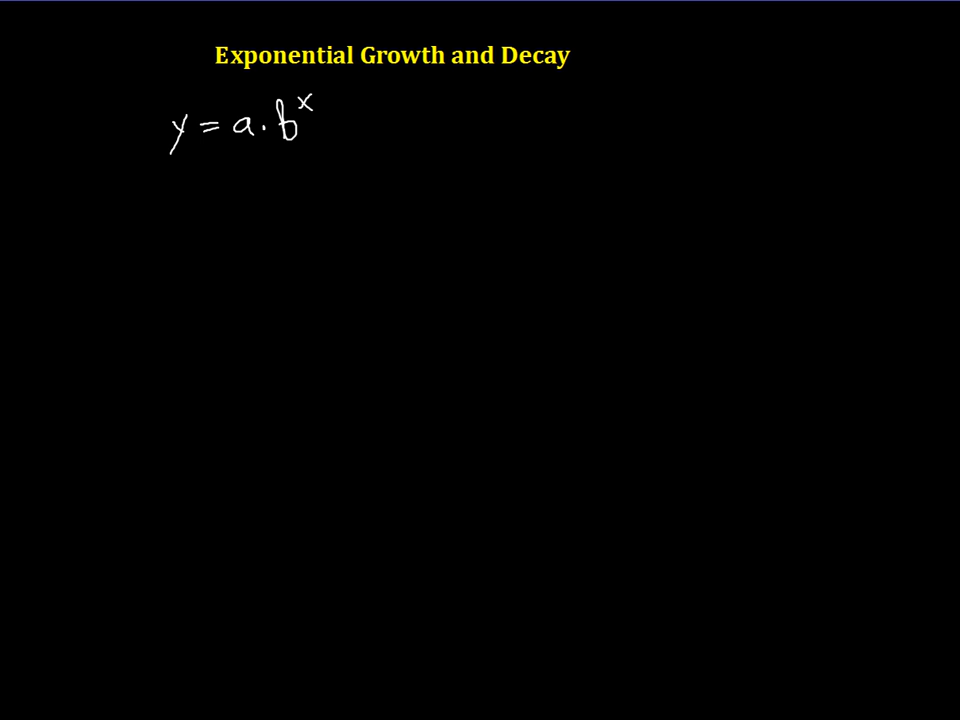 Exponential Growth and Decay
y = a · b^x